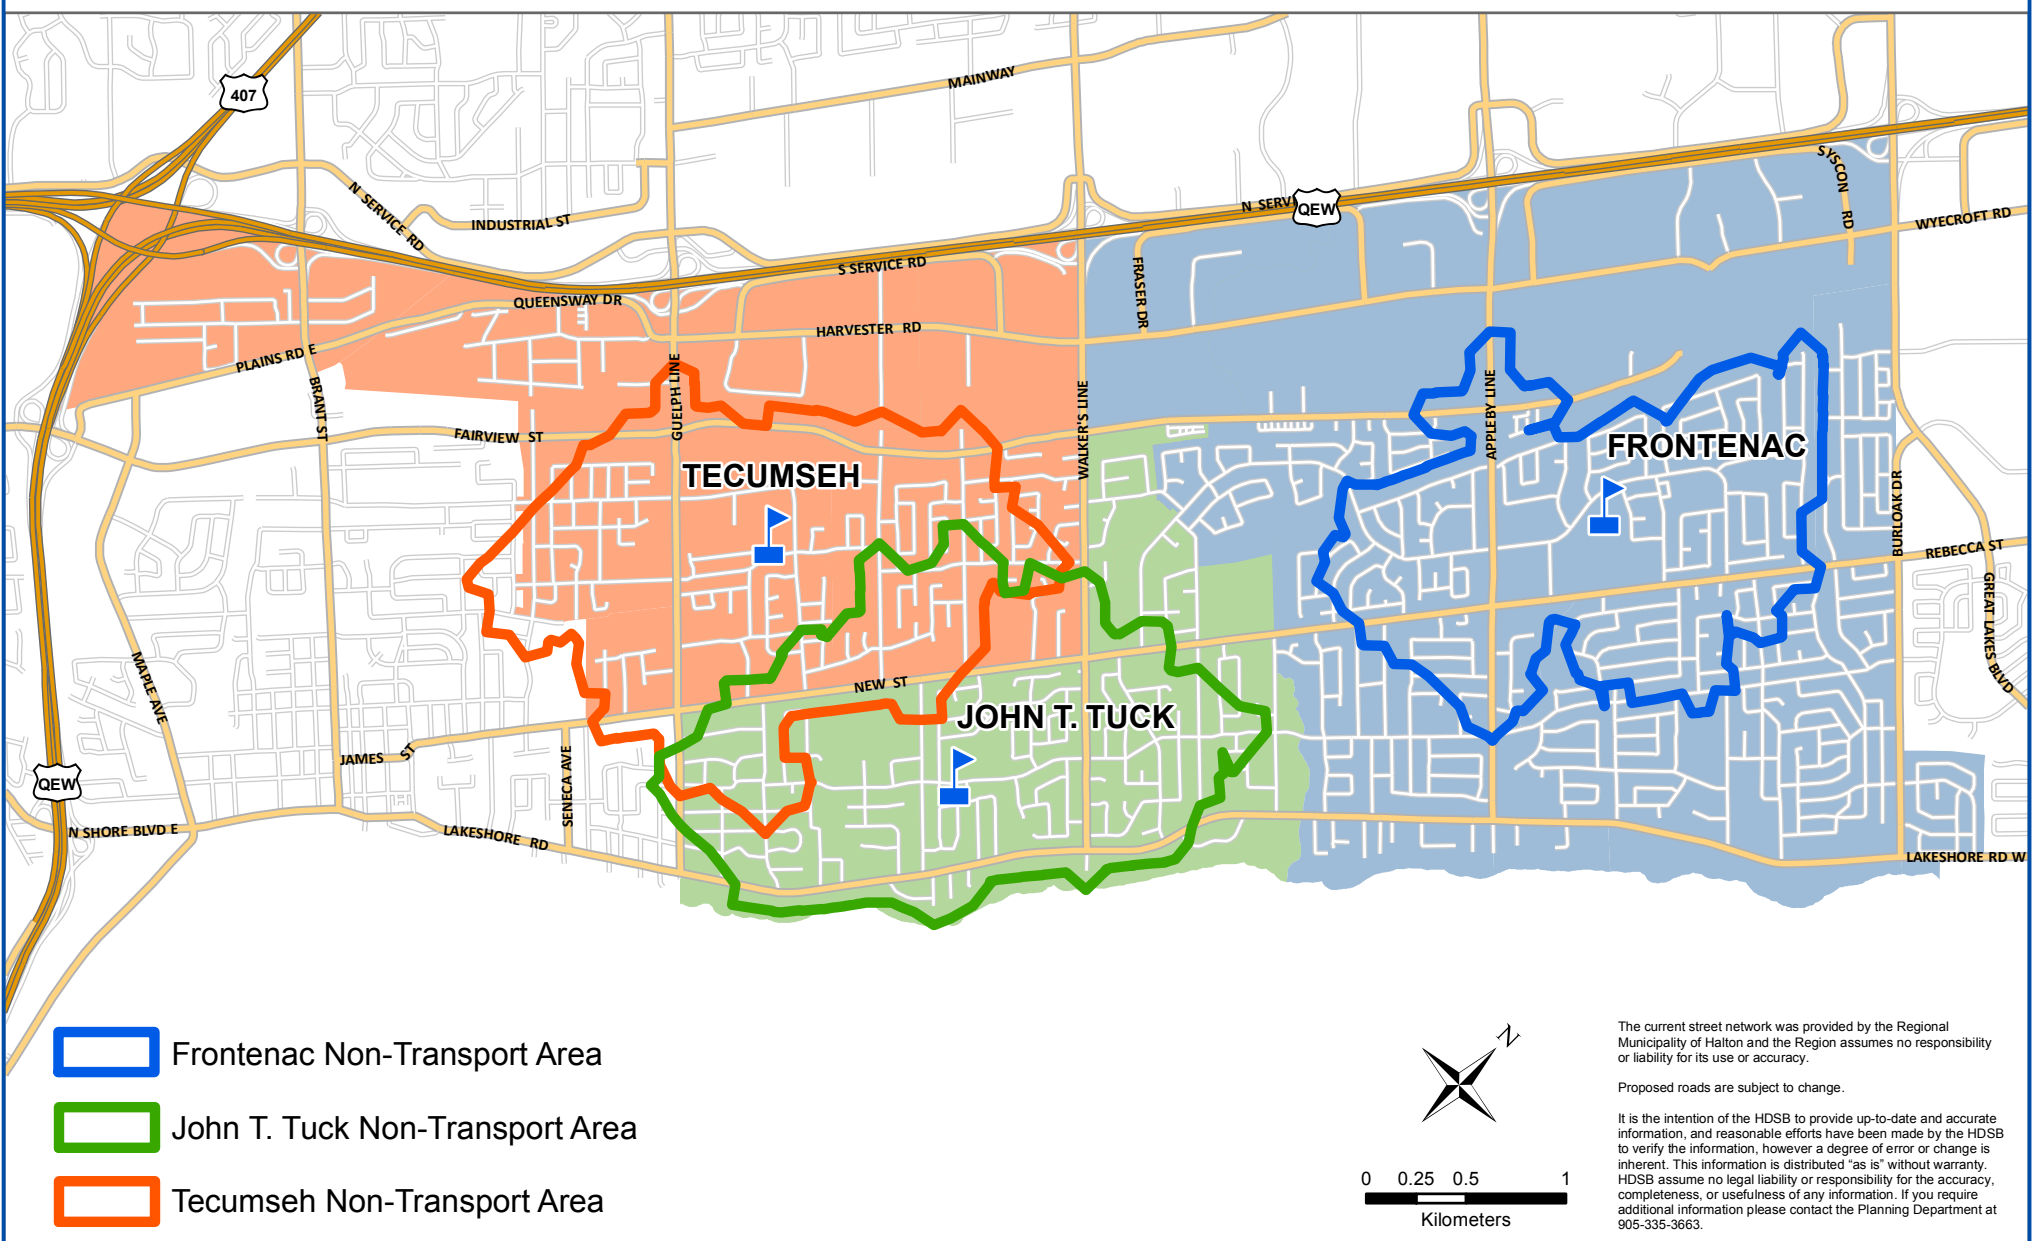 407
MAINWAY
N SERVICE RD
INDUSTRIAL ST
N SERV
QEW
SYSCON RD
WYECROFT RD
S SERVICE RD
FRASER DR
QUEENSWAY DR
HARVESTER RD
PLAINS RD E
BRANT ST
GUELPH LINE
WALKER'S LINE
APPLEBY LINE
FAIRVIEW ST
TECUMSEH
FRONTENAC
BURLOAK DR
REBECCA ST
GREAT LAKES BLVD
MAPLE AVE
NEW ST
JOHN T. TUCK
JAMES ST
SENECA AVE
QEW
N SHORE BLVD E
LAKESHORE RD
LAKESHORE RD W
Frontenac Non-Transport Area
John T. Tuck Non-Transport Area
Tecumseh Non-Transport Area
N
0 0.25 0.5 1
Kilometers
The current street network was provided by the Regional
Municipality of Halton and the Region assumes no responsibility
or liability for its use or accuracy.
Proposed roads are subject to change.
It is the intention of the HDSB to provide up-to-date and accurate
information, and reasonable efforts have been made by the HDSB
to verify the information, however a degree of error or change is
inherent. This information is distributed “as is” without warranty.
HDSB assume no legal liability or responsibility for the accuracy,
completeness, or usefulness of any information. If you require
additional information please contact the Planning Department at
905-335-3663.